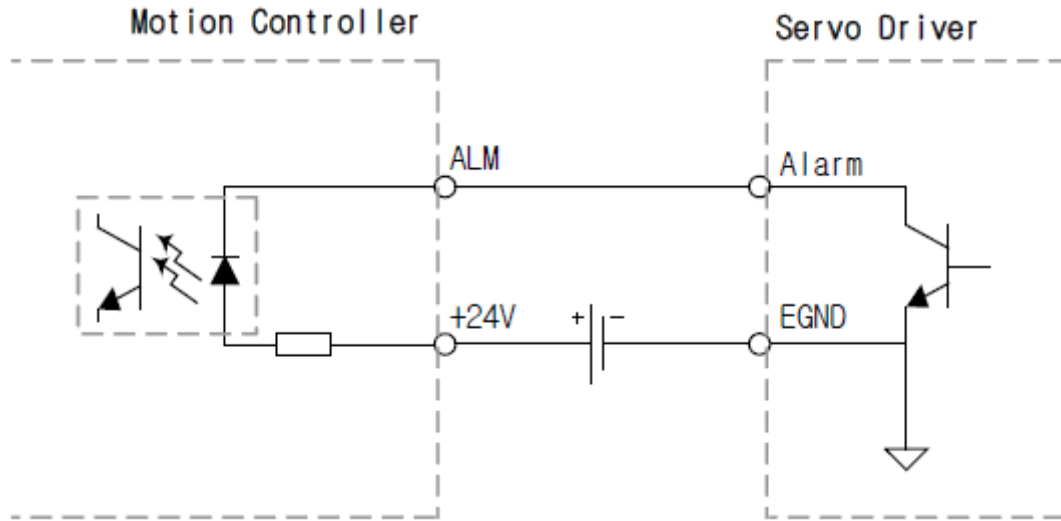 Motion Controller
Servo Driver
ALM
Alarm
+24V
+
-
EGND